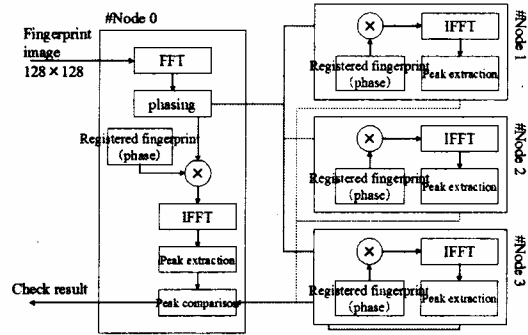 #Node 0
Fingerprint
image
128×128
FFT
phasing
Registered fingerprint
(phase)
×
IFFT
Peak extraction
Peak comparison
Check result
×
IFFT
Registered fingerprint
(phase)
Peak extraction
#Node 1
×
IFFT
Registered fingerprint
(phase)
Peak extraction
#Node 2
×
IFFT
Registered fingerprint
(phase)
Peak extraction
#Node 3